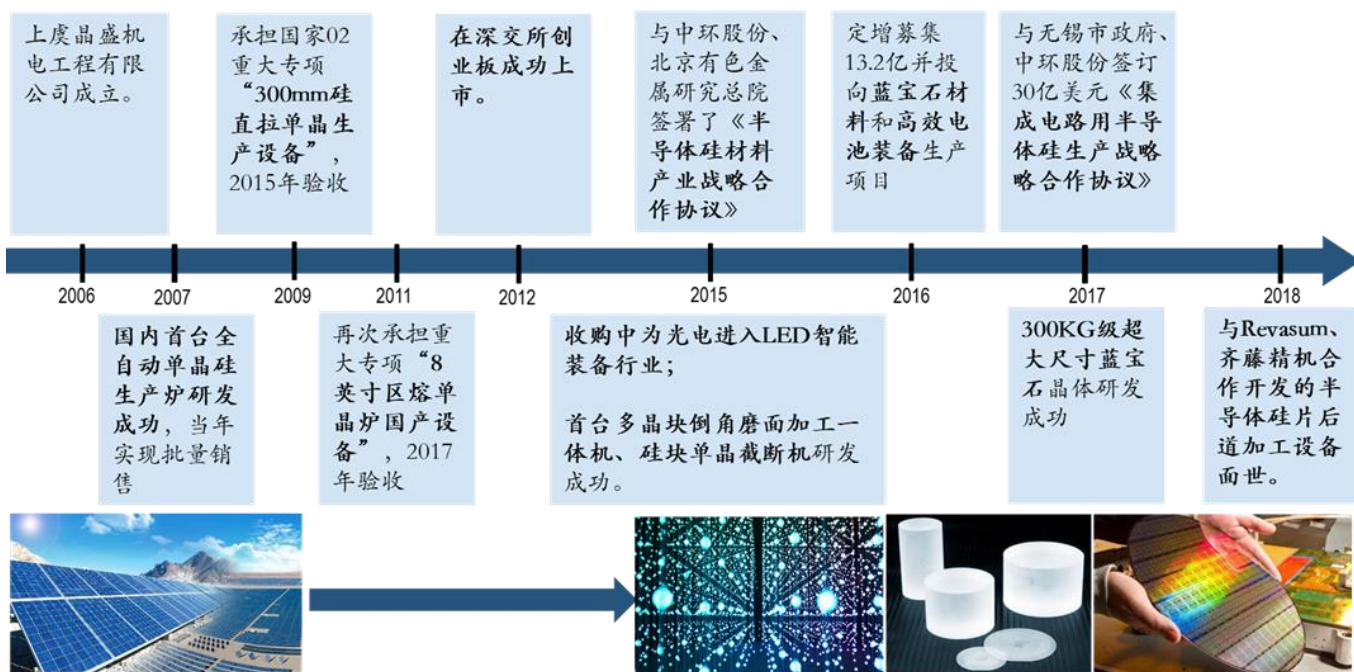 上虞晶盛机
电工程有限
公司成立。
承担国家02
重大专项
“300mm硅
直拉单晶生
产设备”，
2015年验收
在深交所创
业板成功上
市。
与中环股份、
北京有色金
属研究总院
签署了《半
导体硅材料
产业战略合
作协议》
定增募集
13.2亿并投
向蓝宝石材
料和高效电
池装备生产
项目
与无锡市政府、
中环股份签订
30亿美元《集
成电路用半导
体硅生产战略
略合作协议》
2006
2007
2009
2011
2012
2015
2016
2017
2018
国内首台全
自动单晶硅
生产炉研发
成功，当年
实现批量销
售
再次承担重
大专项“8
英寸区熔单
晶炉国产设
备”，2017
年验收
收购中为光电进入LED智能
装备行业；
首台多晶块倒角磨面加工一
体机、硅块单晶截断机研发
成功。
300KG级超
大尺寸蓝宝
石晶体研发
成功
与Revasum、
齐藤精机合
作开发的半
导体硅片后
道加工设备
面世。